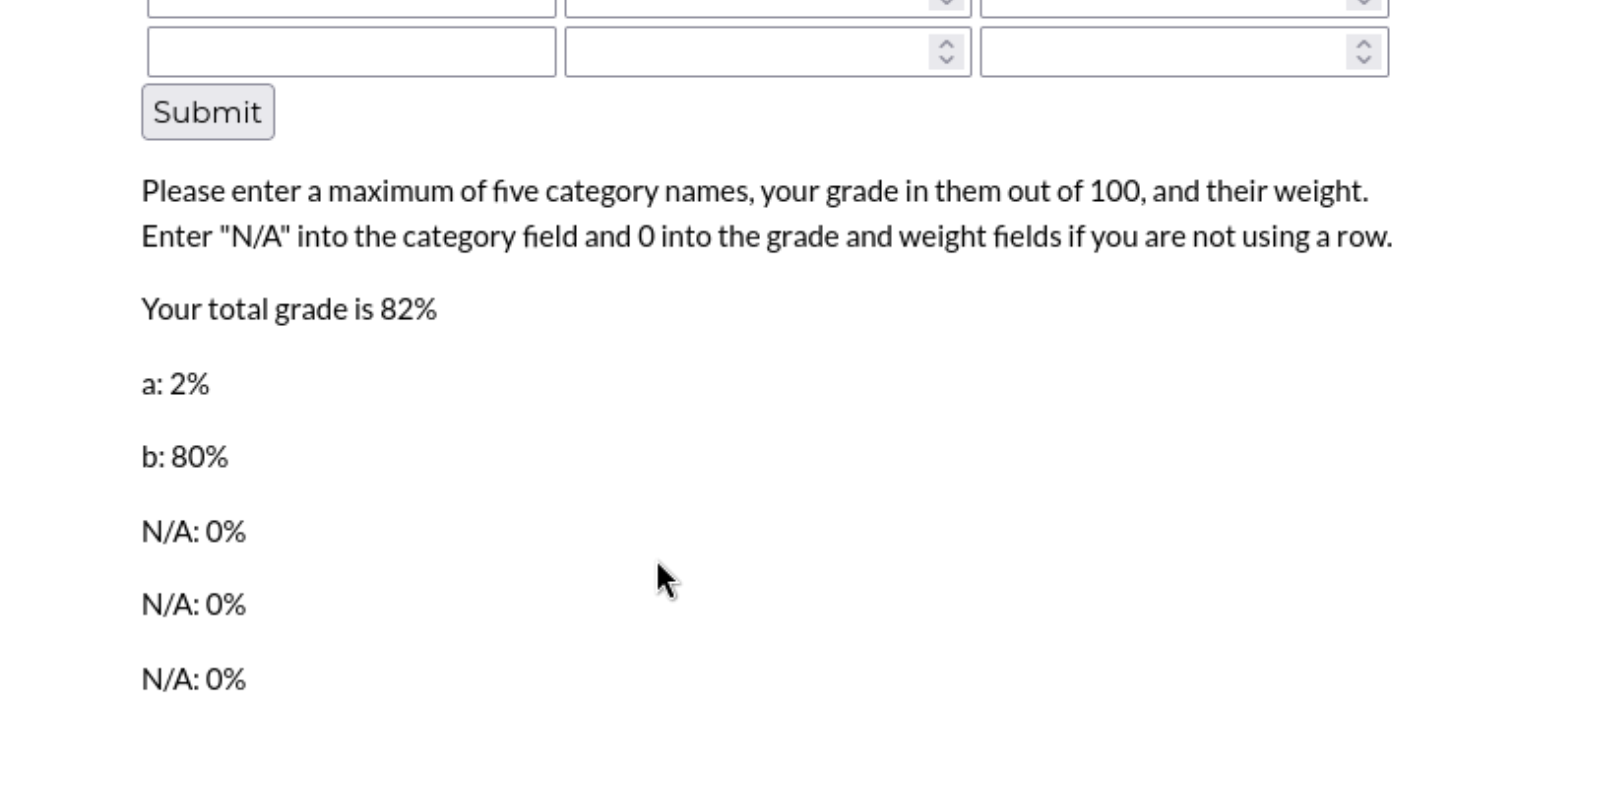 Submit
Please enter a maximum of five category names, your grade in them out of 100, and their weight.
Enter "N/A" into the category field and 0 into the grade and weight fields if you are not using a row.
Your total grade is 82%
a: 2%
b: 80%
N/A: 0%
N/A: 0%
N/A: 0%